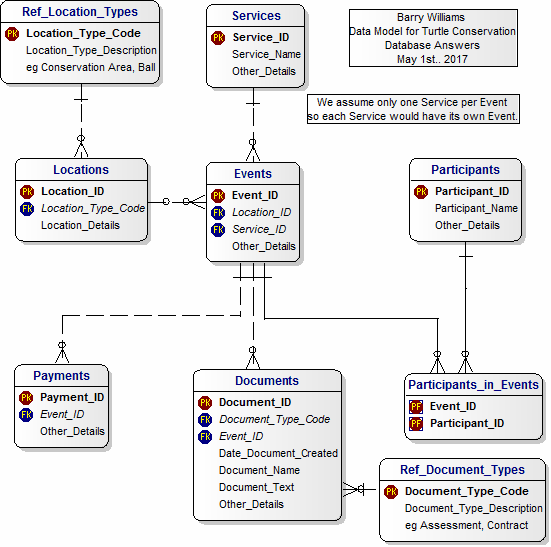 Ref_Location_Types
PK Location_Type_Code
Location_Type_Description
eg Conservation Area, Ball
Services
PK Service_ID
Service_Name
Other_Details
Barry Williams
Data Model for Turtle Conservation
Database Answers
May 1st.. 2017
We assume only one Service per Event
so each Service would have its own Event.
Locations
PK Location_ID
FK Location_Type_Code
Location_Details
Events
PK Event_ID
FK Location_ID
FK Service_ID
Other_Details
Participants
PK Participant_ID
Participant_Name
Other_Details
Payments
PK Payment_ID
FK Event_ID
Other_Details
Documents
PK Document_ID
FK Document_Type_Code
FK Event_ID
Date_Document_Created
Document_Name
Document_Text
Other_Details
Participants_in_Events
PF Event_ID
PF Participant_ID
Ref_Document_Types
PK Document_Type_Code
Document_Type_Description
eg Assessment, Contract